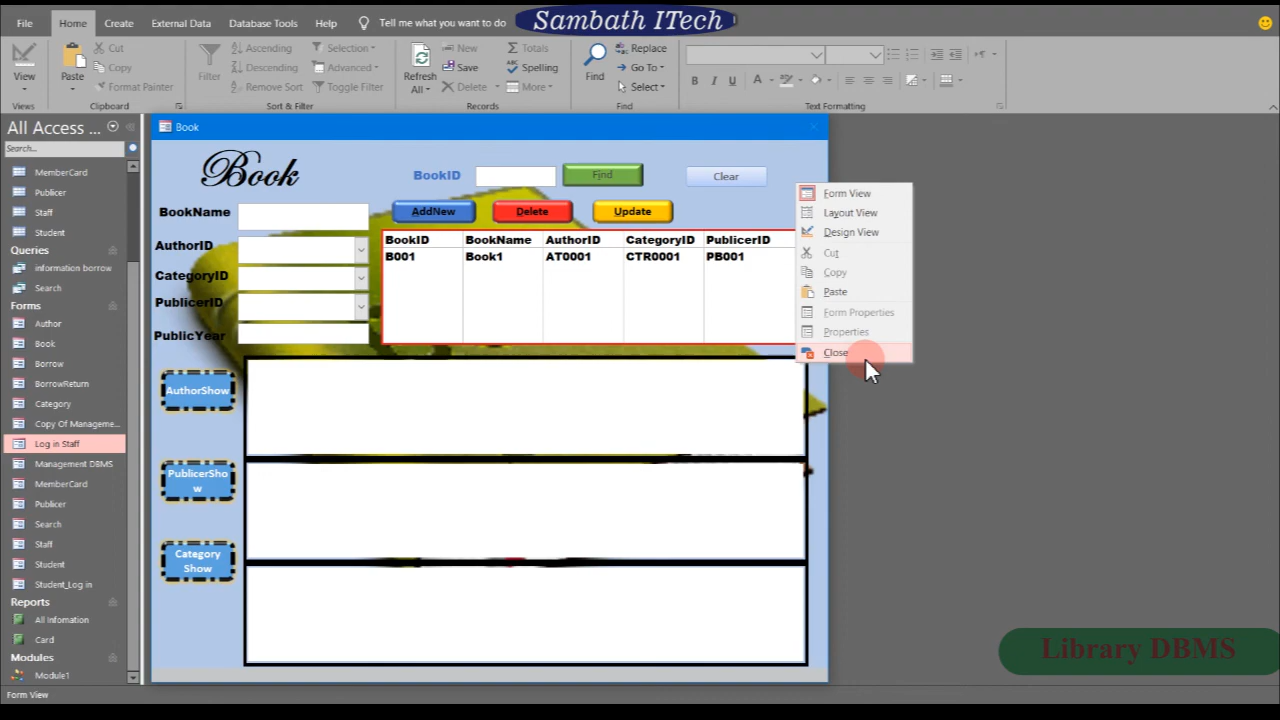 File Home Create External Data Database Tools Help Tell me what you want to do
Sambath ITech
View
Views
Paste
Cut
Copy
Format Painter
Clipboard
Filter
Ascending
Descending
Remove Sort
Selection
Advanced
Toggle Filter
Sort & Filter
Refresh
All
New
Save
Delete
Totals
Spelling
More
Records
Find
Replace
Go To
Select
Find
B I U A
Text Formatting
All Access ...
Search...
MemberCard
Publicer
Staff
Student
Queries
information borrow
Search
Forms
Author
Book
Borrow
BorrowReturn
Category
Copy Of Manageme...
Log in Staff
Management DBMS
MemberCard
Publicer
Search
Staff
Student
Student_Log in
Reports
All Infomation
Card
Modules
Module1
Form View
Book
Book
BookID
Find
Clear
BookName
AddNew
Delete
Update
AuthorID
CategoryID
PublicerID
PublicYear
BookID BookName AuthorID CategoryID PublicerID
B001 Book1 AT0001 CTR0001 PB001
AuthorShow
PublicerSho
w
Category
Show
Form View
Layout View
Design View
Cut
Copy
Paste
Form Properties
Properties
Close
Library DBMS